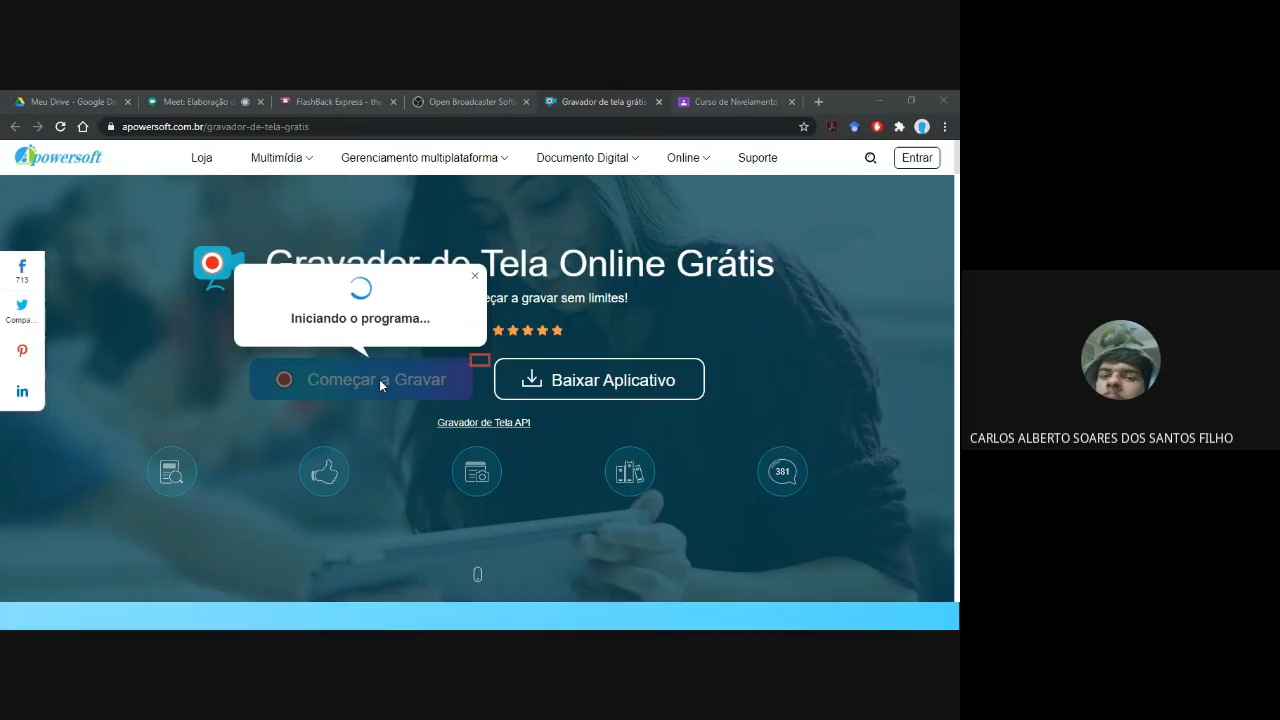 Meu Drive - Google Dr
Meet: Elaboração o
FlashBack Express - the
Open Broadcaster Soft
Gravador de tela grátis
Curso de Nivelamento
apowersoft.com.br/gravador-de-tela-gratis
Apowersoft
Loja
Multimídia
Gerenciamento multiplataforma
Documento Digital
Online
Suporte
Entrar
713
Compa...
Gravador de Tela Online Grátis
eçar a gravar sem limites!
Iniciando o programa...
Começar a Gravar
Baixar Aplicativo
Gravador de Tela API
381
CARLOS ALBERTO SOARES DOS SANTOS FILHO